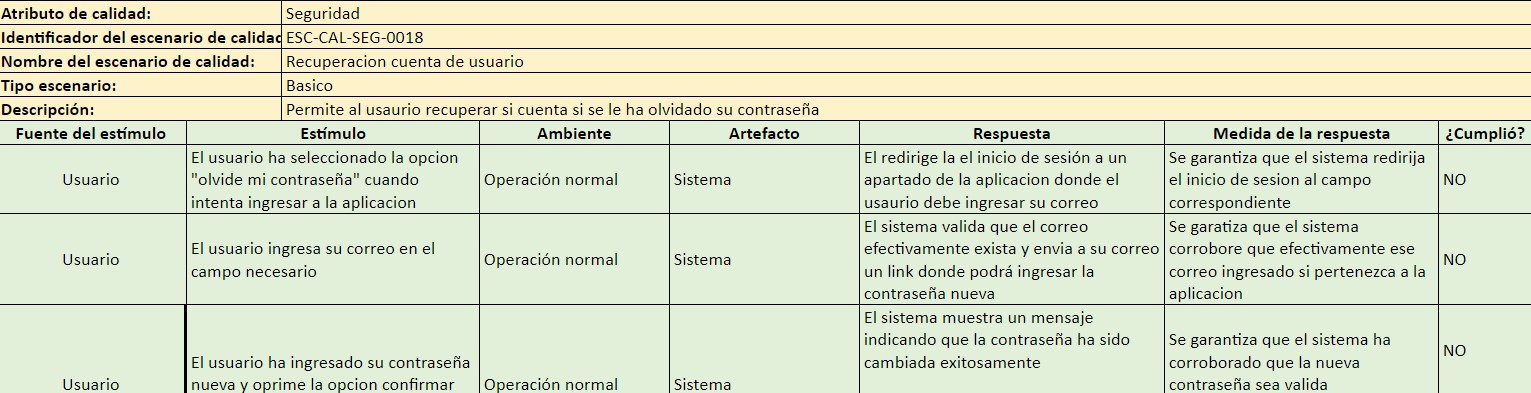 Atributo de calidad: Seguridad
Identificador del escenario de calidad ESC-CAL-SEG-0018
Nombre del escenario de calidad: Recuperacion cuenta de usuario
Tipo escenario: Basico
Descripción: Permite al usaurio recuperar si cuenta si se le ha olvidado su contraseña
Fuente del estímulo Estímulo Ambiente Artefacto Respuesta Medida de la respuesta ¿Cumplió?
Usuario
El usuario ha seleccionado la opcion
"olvide mi contraseña" cuando
intenta ingresar a la aplicacion
Operación normal
Sistema
El redirige la el inicio de sesión a un
apartado de la aplicacion donde el
usaurio debe ingresar su correo
Se garantiza que el sistema redirija
el inicio de sesion al campo
correspondiente
NO
Usuario
El usuario ingresa su correo en el
campo necesario
Operación normal
Sistema
El sistema valida que el correo
efectivamente exista y envia a su correo
un link donde podrá ingresar la
contraseña nueva
Se garatiza que el sistema
corrobore que efectivamente ese
correo ingresado si pertenezca a la
aplicacion
NO
Usuario
El usuario ha ingresado su contraseña
nueva y oprime la opcion confirmar
Operación normal
Sistema
El sistema muestra un mensaje
indicando que la contraseña ha sido
cambiada exitosamente
Se garantiza que el sistema ha
corroborado que la nueva
contraseña sea valida
NO